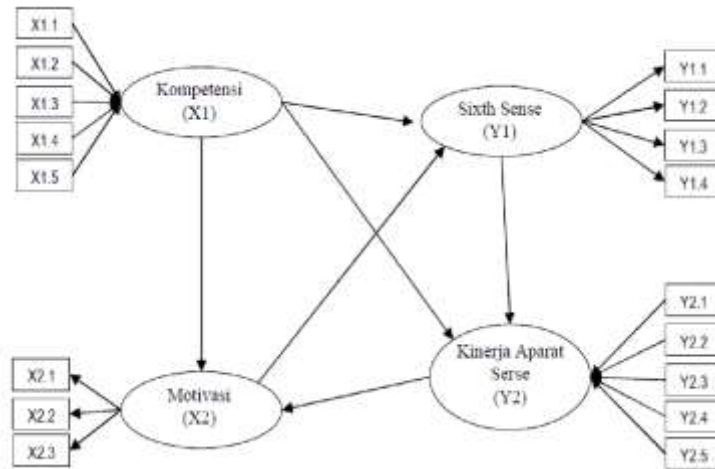 X1.1
X1.2
X1.3
X1.4
X1.5
Kompetensi
(X1)
Sixth Sense
(Y1)
Y1.1
Y1.2
Y1.3
Y1.4
X2.1
X2.2
X2.3
Motivasi
(X2)
Kinerja Aparat
Serse
(Y2)
Y2.1
Y2.2
Y2.3
Y2.4
Y2.5